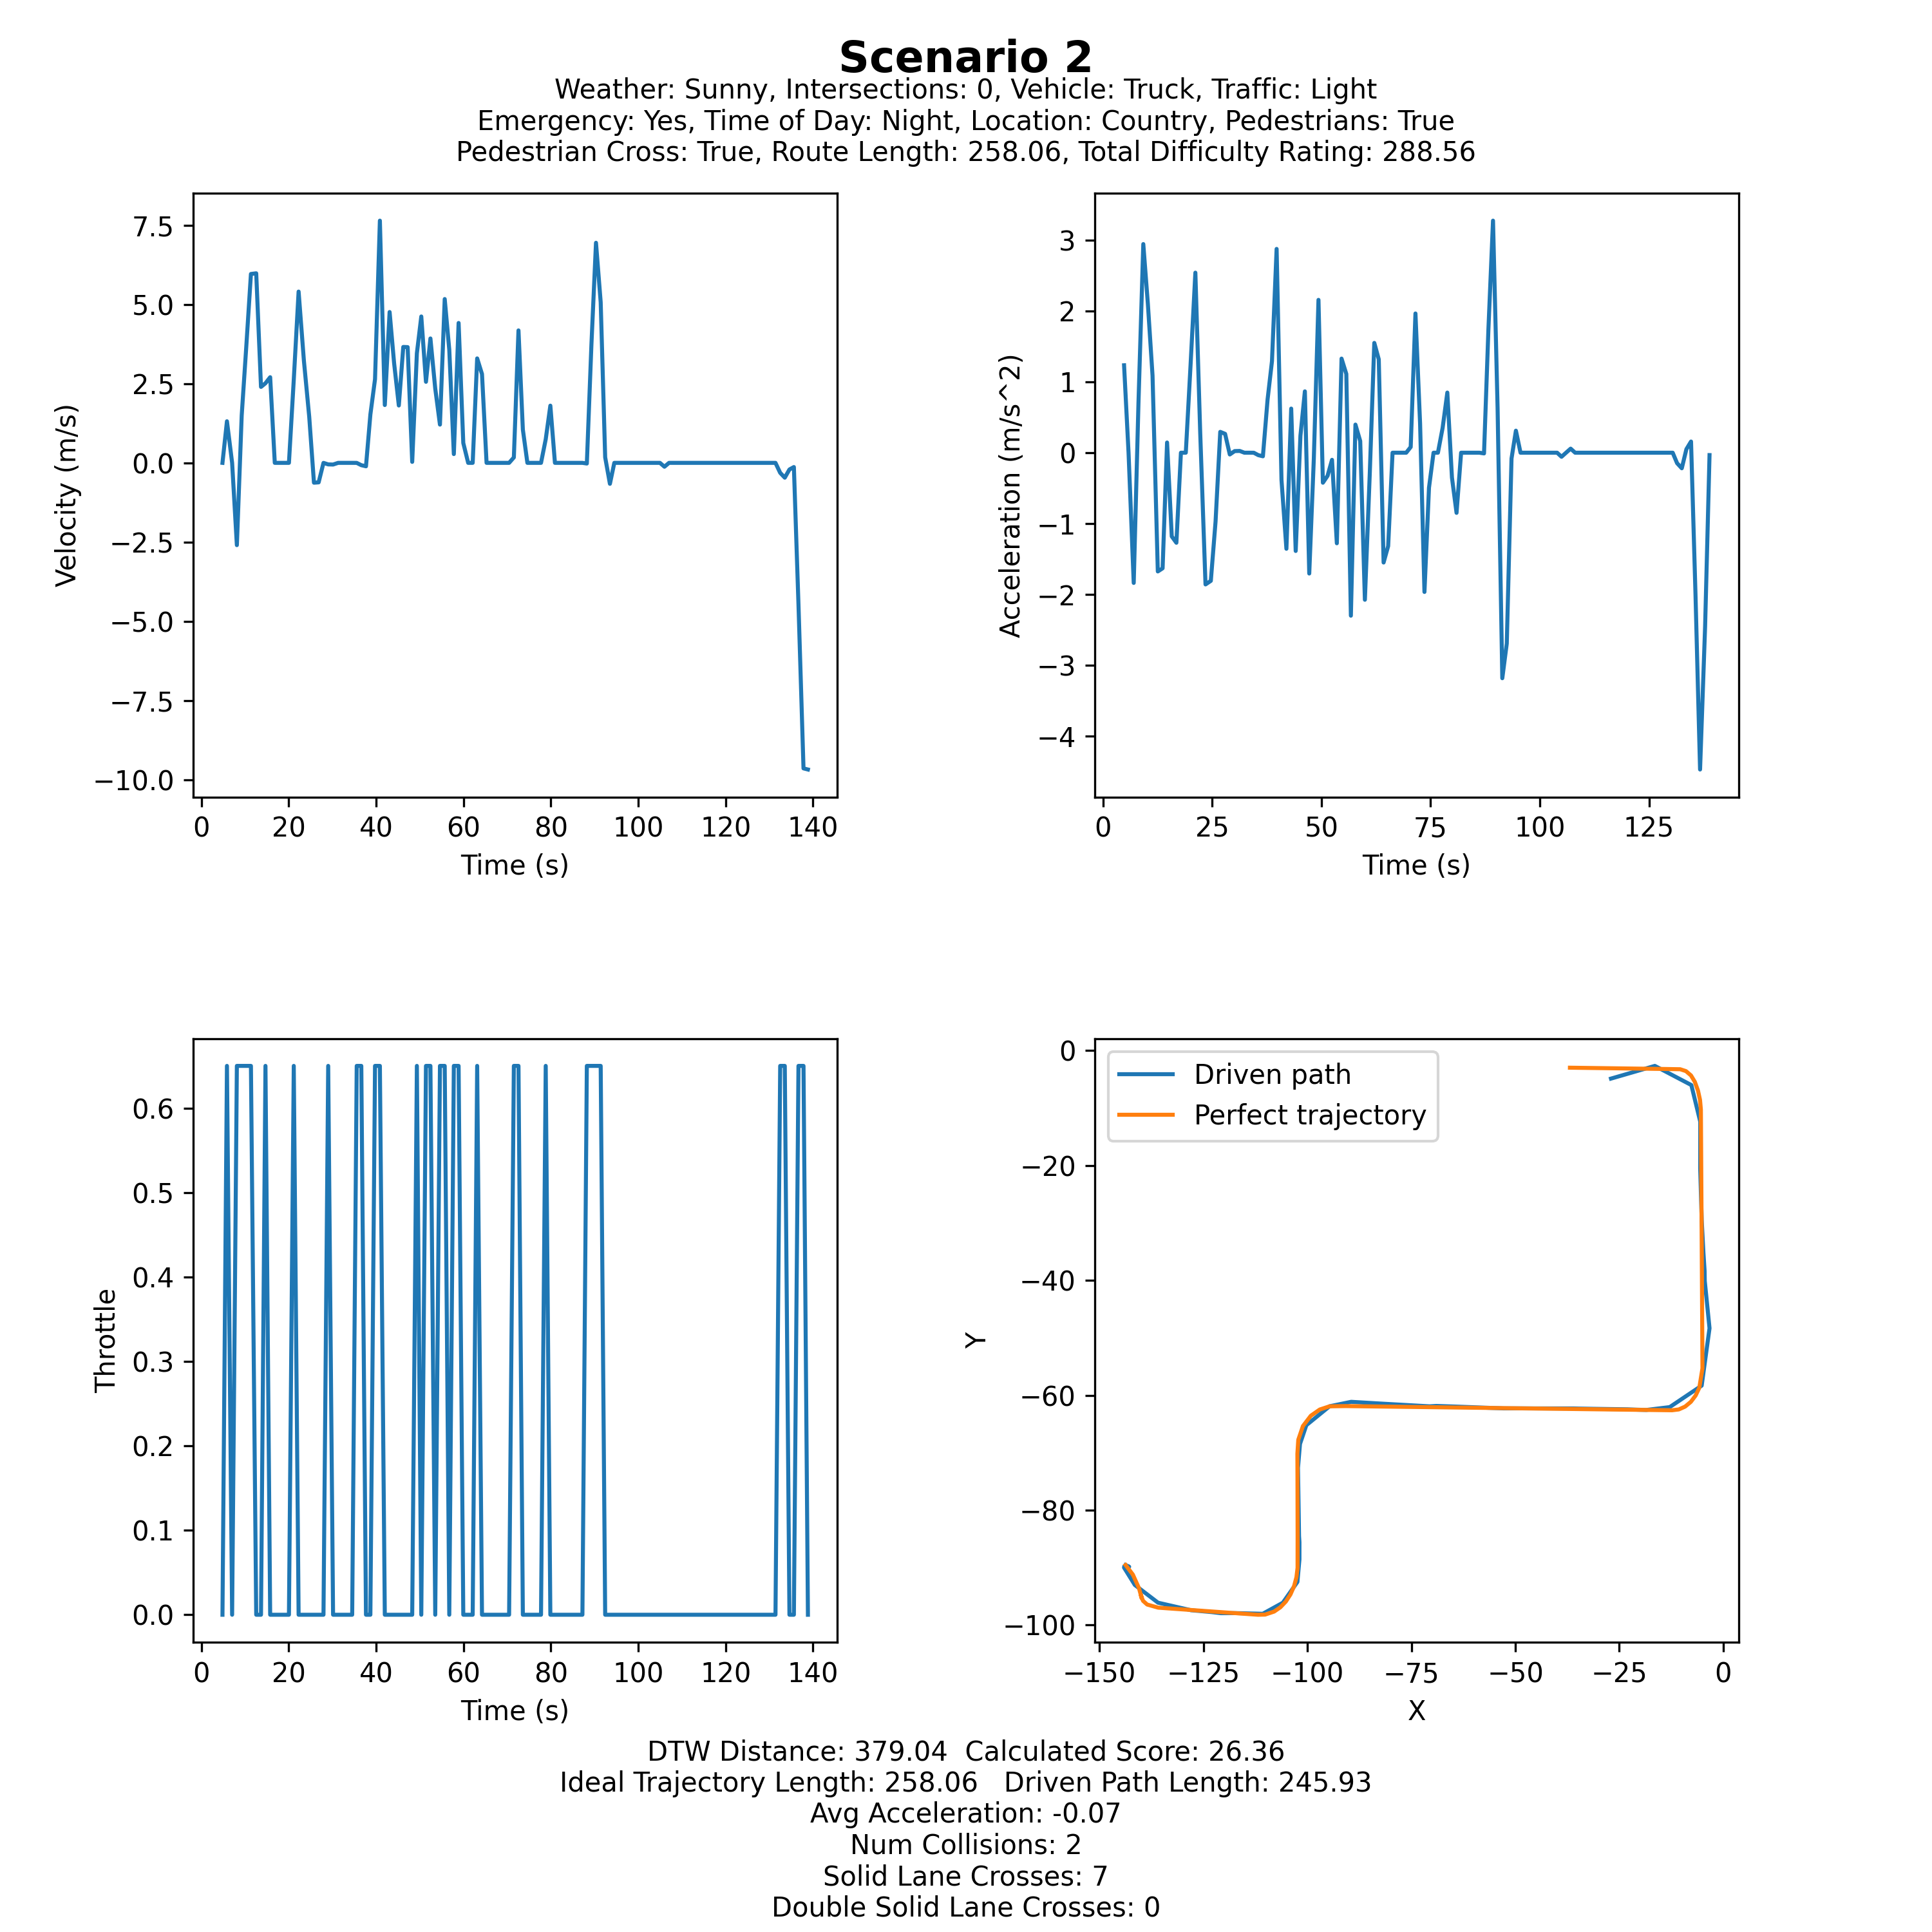 Scenario 2
Weather: Sunny, Intersections: 0, Vehicle: Truck, Traffic: Light
Emergency: Yes, Time of Day: Night, Location: Country, Pedestrians: True
Pedestrian Cross: True, Route Length: 258.06, Total Difficulty Rating: 288.56
7.5
5.0
2.5
0.0
−2.5
−5.0
−7.5
−10.0
Velocity (m/s)
0 20 40 60 80 100 120 140
Time (s)
3
2
1
0
−1
−2
−3
−4
Acceleration (m/s^2)
0 25 50 75 100 125
Time (s)
0.6
0.5
0.4
0.3
0.2
0.1
0.0
Throttle
0 20 40 60 80 100 120 140
Time (s)
Driven path
Perfect trajectory
0
−20
−40
−60
−80
−100
Y
−150 −125 −100 −75 −50 −25 0
X
DTW Distance: 379.04  Calculated Score: 26.36
Ideal Trajectory Length: 258.06   Driven Path Length: 245.93
Avg Acceleration: -0.07
Num Collisions: 2
Solid Lane Crosses: 7
Double Solid Lane Crosses: 0